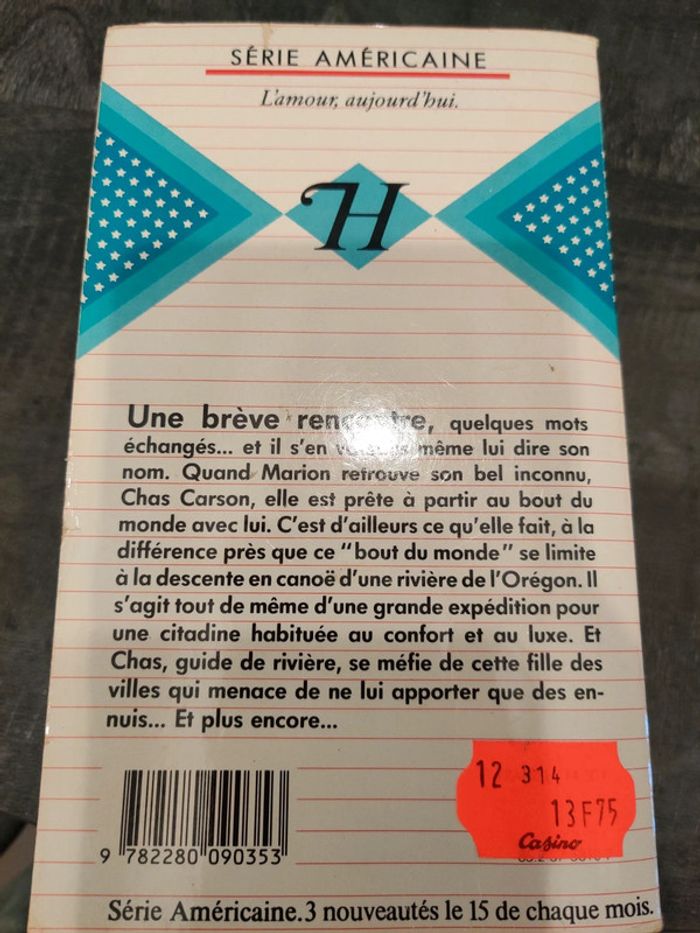 SÉRIE AMÉRICAINE
L'amour, aujourd'hui.
H
Une brève rencontre, quelques mots
échangés... et il s'en va sans même lui dire son
nom. Quand Marion retrouve son bel inconnu,
Chas Carson, elle est prête à partir au bout du
monde avec lui. C'est d'ailleurs ce qu'elle fait, à la
différence près que ce "bout du monde" se limite
à la descente en canoë d'une rivière de l'Orégon. Il
s'agit tout de même d'une grande expédition pour
une citadine habituée au confort et au luxe. Et
Chas, guide de rivière, se méfie de cette fille des
villes qui menace de ne lui apporter que des en-
nuis... Et plus encore...
12 314
13F75
Casino
9 782280 090353
Série Américaine. 3 nouveautés le 15 de chaque mois.